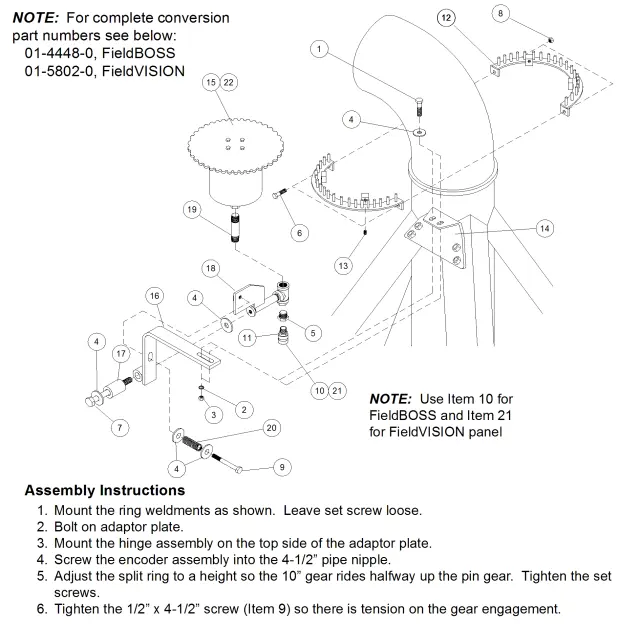 NOTE: For complete conversion
part numbers see below:
01-4448-0, FieldBOSS
01-5802-0, FieldVISION
8
12
1
15 22
4
19
6
13
14
18
16
4
5
11
4
17
10 21
2
3
7
20
4
9
NOTE: Use Item 10 for
FieldBOSS and Item 21
for FieldVISION panel
Assembly Instructions
1. Mount the ring weldments as shown. Leave set screw loose.
2. Bolt on adaptor plate.
3. Mount the hinge assembly on the top side of the adaptor plate.
4. Screw the encoder assembly into the 4-1/2” pipe nipple.
5. Adjust the split ring to a height so the 10” gear rides halfway up the pin gear. Tighten the set
screws.
6. Tighten the 1/2” x 4-1/2” screw (Item 9) so there is tension on the gear engagement.